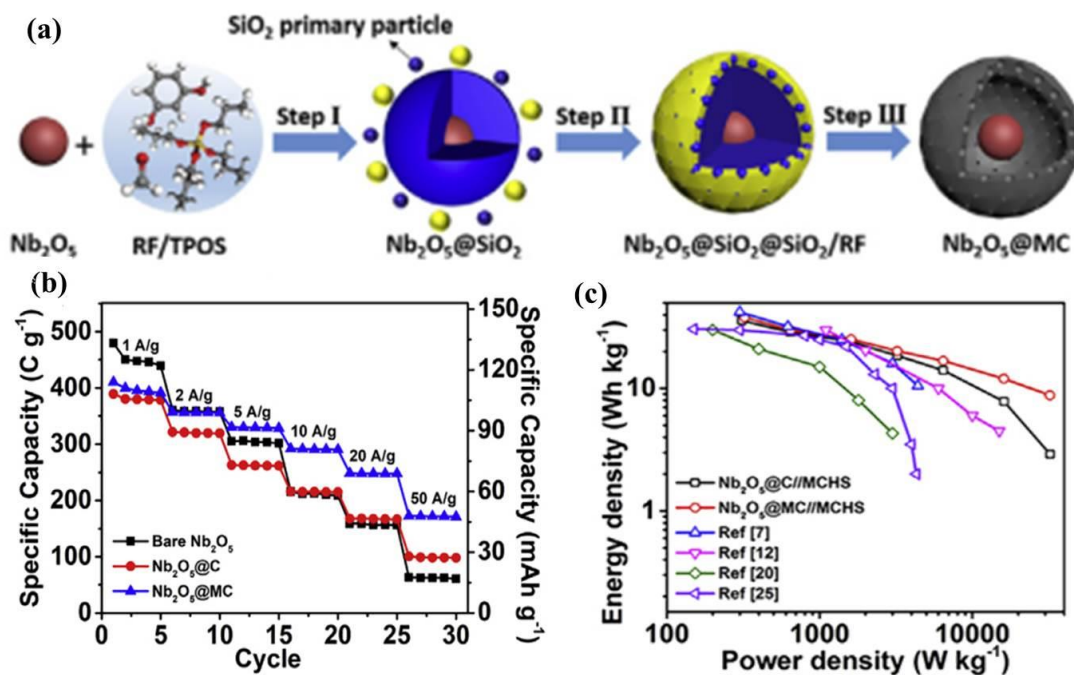 (a)
SiO₂ primary particle
Step I
Step II
Step III
Nb₂O₅
+
RF/TPOS
Nb₂O₅@SiO₂
Nb₂O₅@SiO₂@SiO₂/RF
Nb₂O₅@MC
(b)
Specific Capacity (C g⁻¹)
500
400
300
200
100
0
1 A/g
2 A/g
5 A/g
10 A/g
20 A/g
50 A/g
Bare Nb₂O₅
Nb₂O₅@C
Nb₂O₅@MC
0 5 10 15 20 25 30
Cycle
150
120
90
60
30
0
Specific Capacity (mAh g⁻¹)
(c)
Energy density (Wh kg⁻¹)
10
1
Nb₂O₅@C//MCHS
Nb₂O₅@MC//MCHS
Ref [7]
Ref [12]
Ref [20]
Ref [25]
100 1000 10000
Power density (W kg⁻¹)